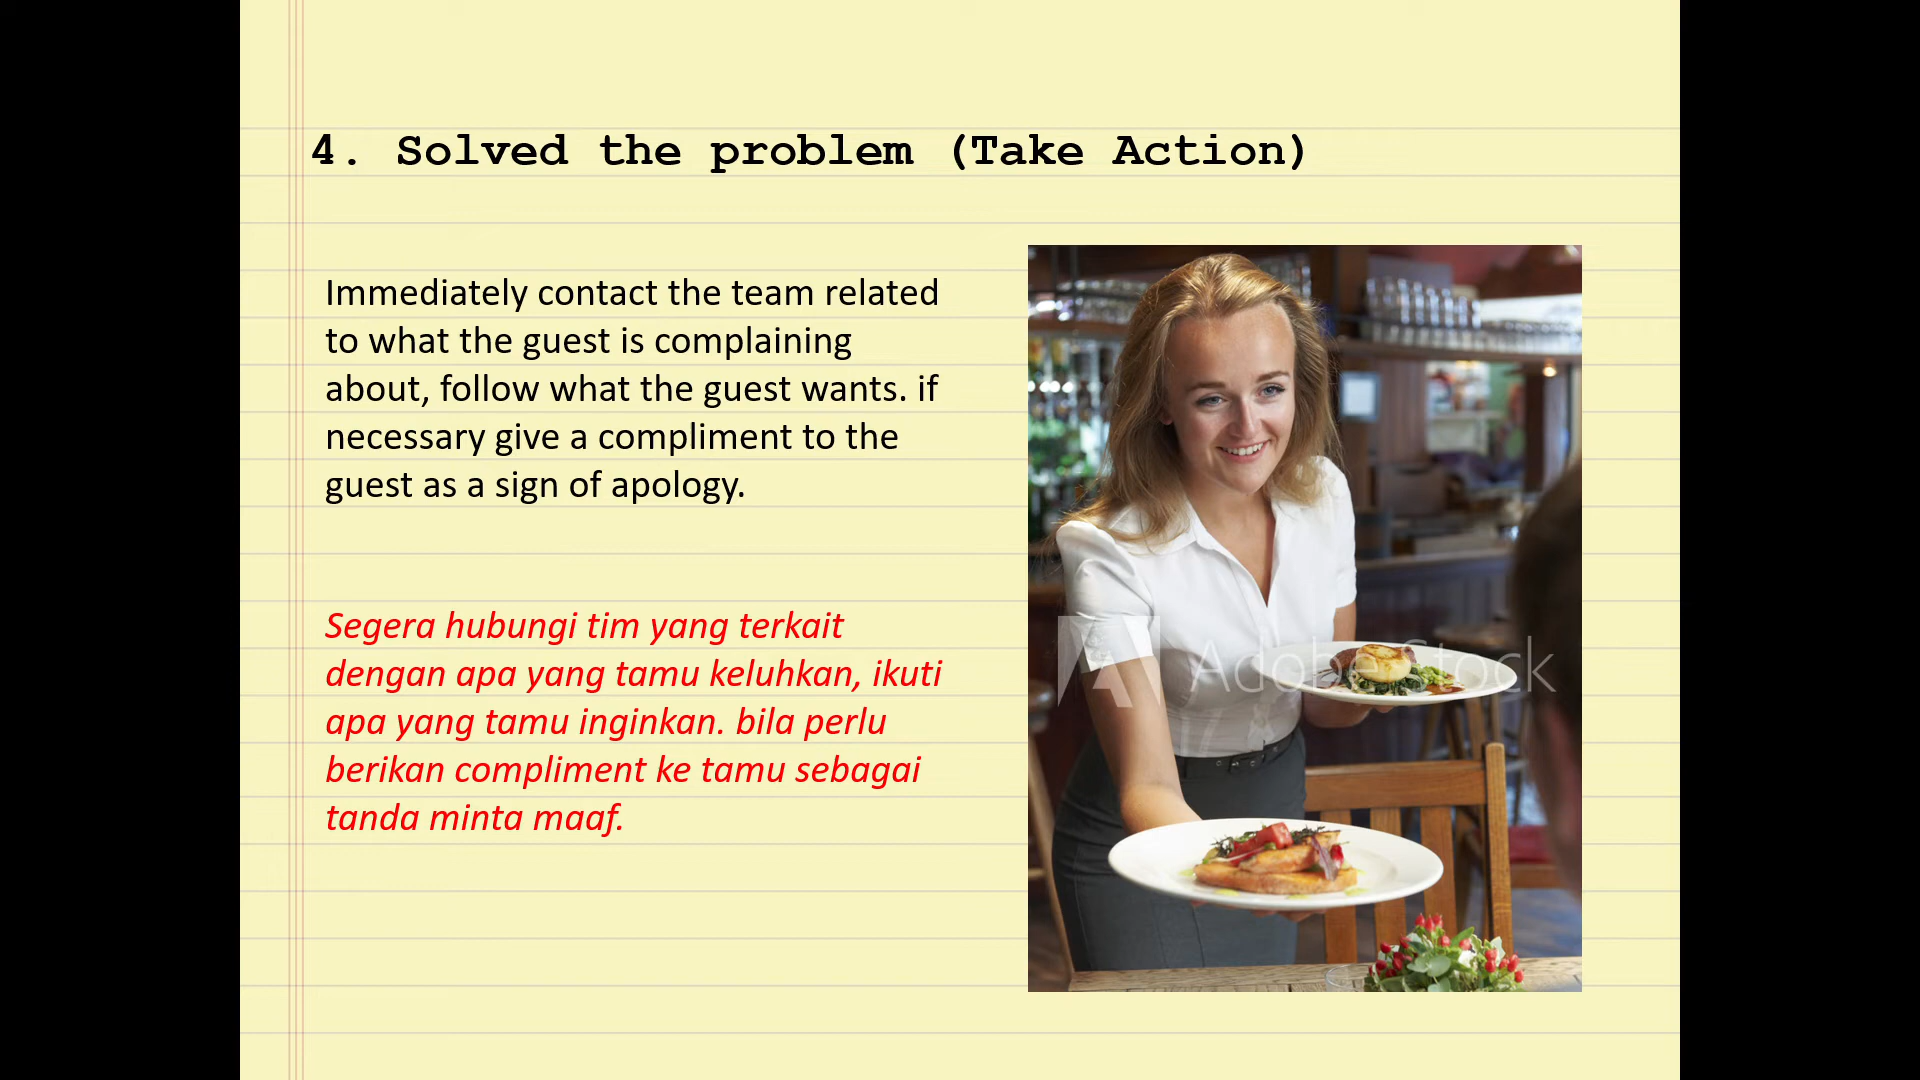 4. Solved the problem (Take Action)
Immediately contact the team related
to what the guest is complaining
about, follow what the guest wants. if
necessary give a compliment to the
guest as a sign of apology.
Segera hubungi tim yang terkait
dengan apa yang tamu keluhkan, ikuti
apa yang tamu inginkan. bila perlu
berikan compliment ke tamu sebagai
tanda minta maaf.
Adobe Stock